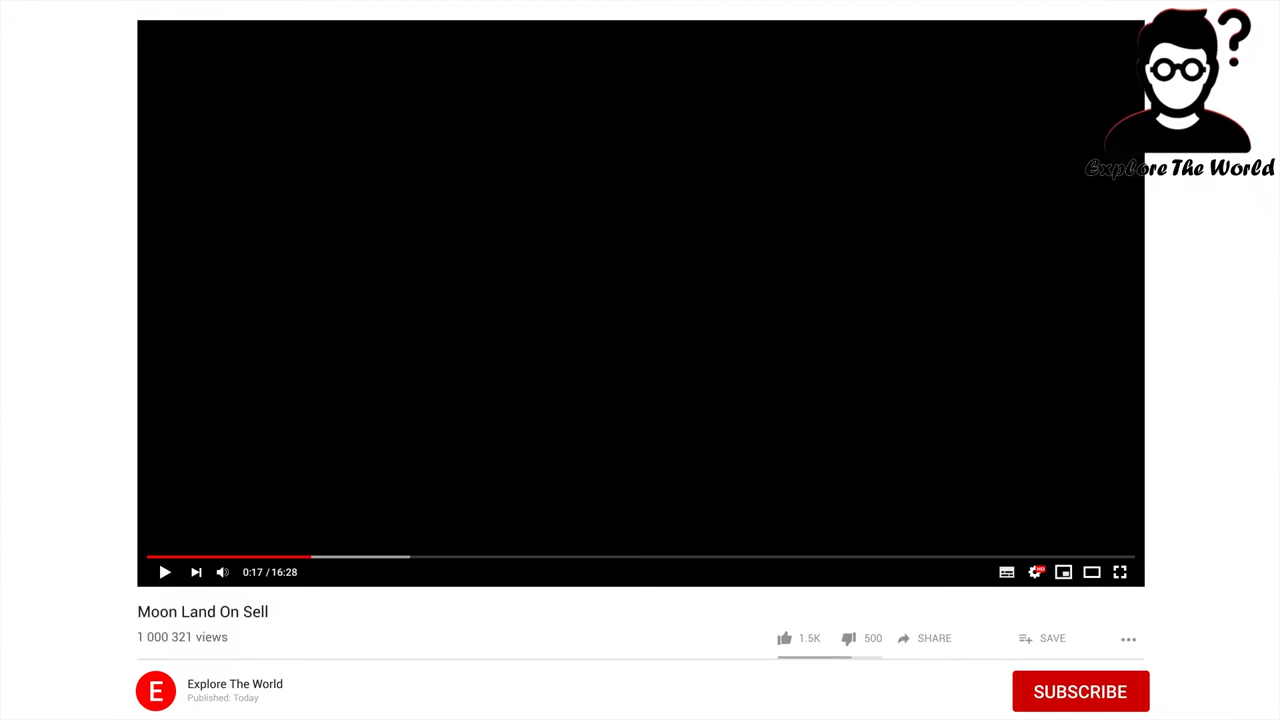 ?
Explore The World
HD
0:17 / 16:28
Moon Land On Sell
1 000 321 views
1.5K
500
SHARE
SAVE
E
Explore The World
Published: Today
SUBSCRIBE